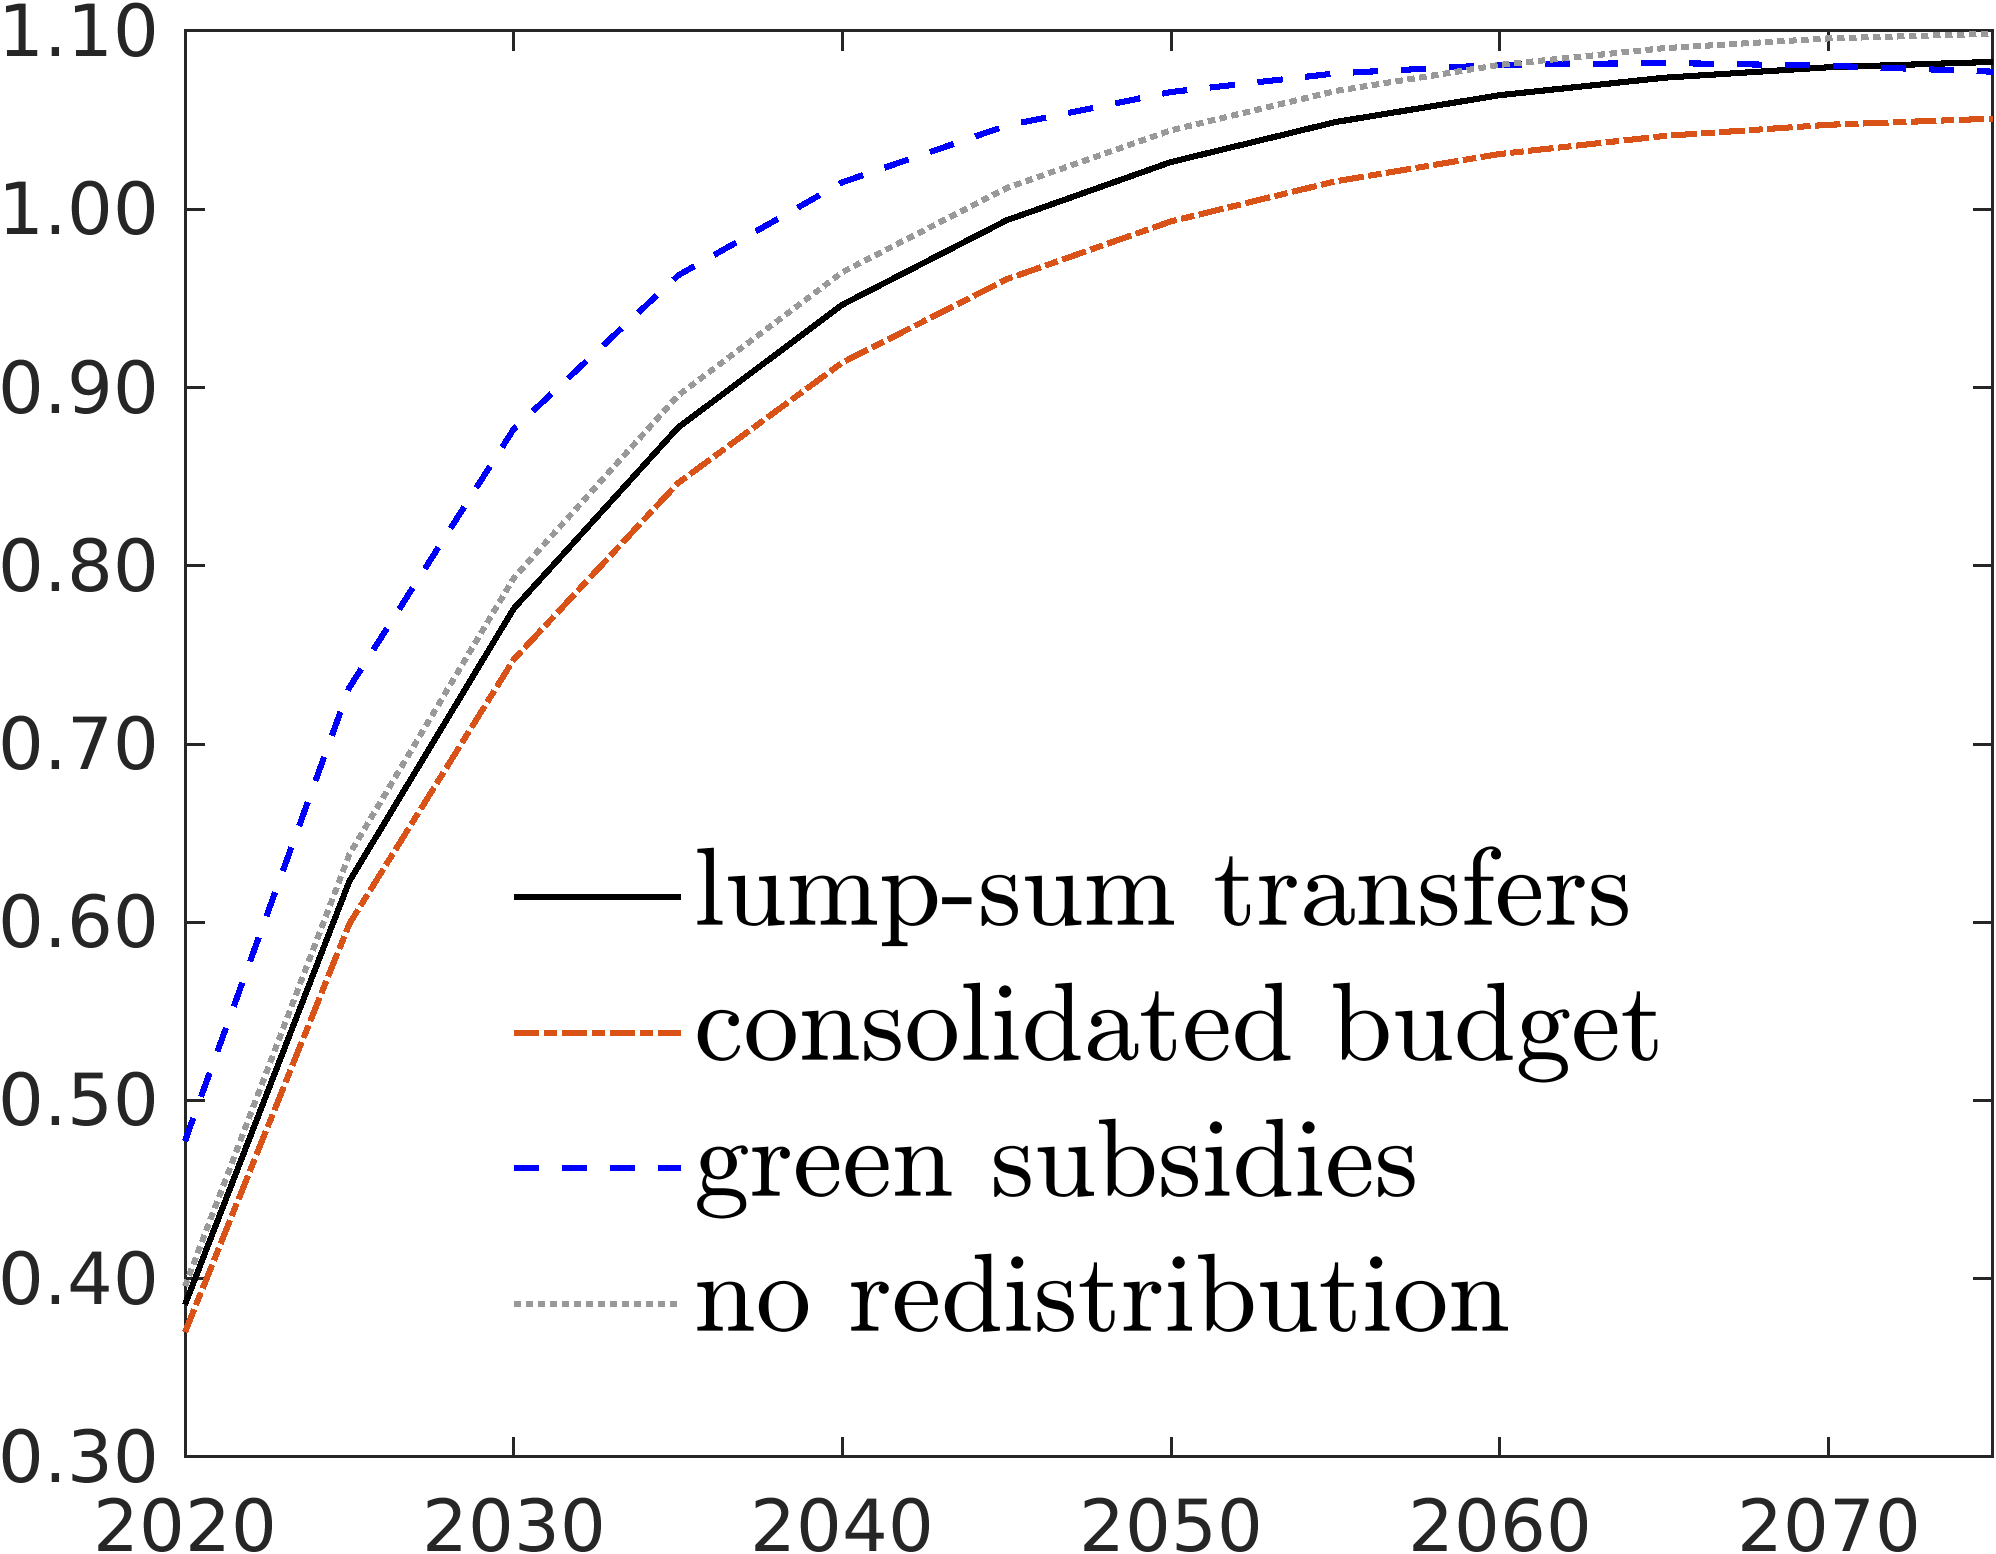 1.10
1.00
0.90
0.80
0.70
0.60
0.50
0.40
0.30
2020 2030 2040 2050 2060 2070
lump-sum transfers
consolidated budget
green subsidies
no redistribution